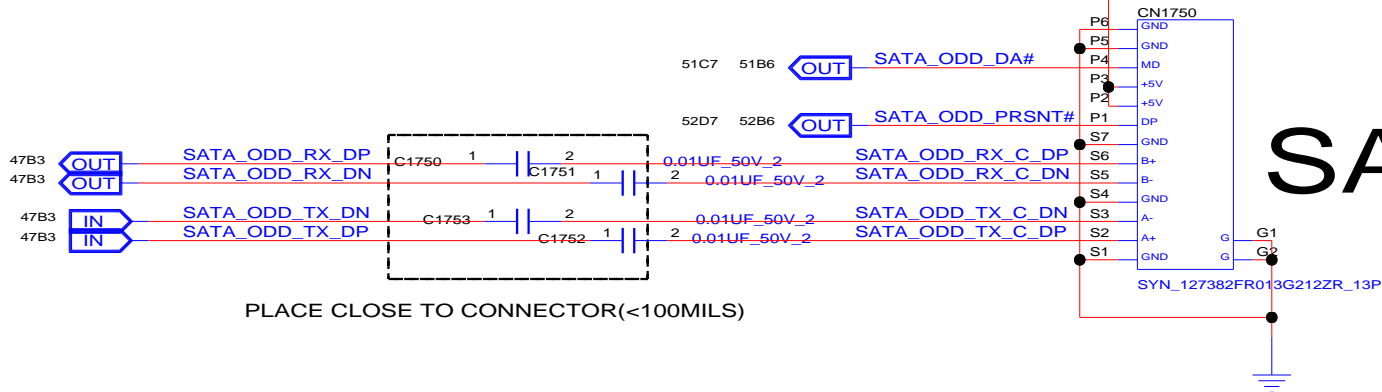 CN1750
P6 GND
P5 GND
51C7 51B6 OUT SATA_ODD_DA# P4 MD
P3 +5V
P2 +5V
52D7 52B6 OUT SATA_ODD_PRSNT# P1 DP
S7 GND
47B3 OUT SATA_ODD_RX_DP C1750 1 2 0.01UF_50V_2 SATA_ODD_RX_C_DP S6 B+
47B3 OUT SATA_ODD_RX_DN C1751 1 2 0.01UF_50V_2 SATA_ODD_RX_C_DN S5 B-
S4 GND
47B3 IN SATA_ODD_TX_DN C1753 1 2 0.01UF_50V_2 SATA_ODD_TX_C_DN S3 A-
47B3 IN SATA_ODD_TX_DP C1752 1 2 0.01UF_50V_2 SATA_ODD_TX_C_DP S2 A+ G G1
S1 GND G G2
SYN_127382FR013G212ZR_13P
PLACE CLOSE TO CONNECTOR(<100MILS)
SA